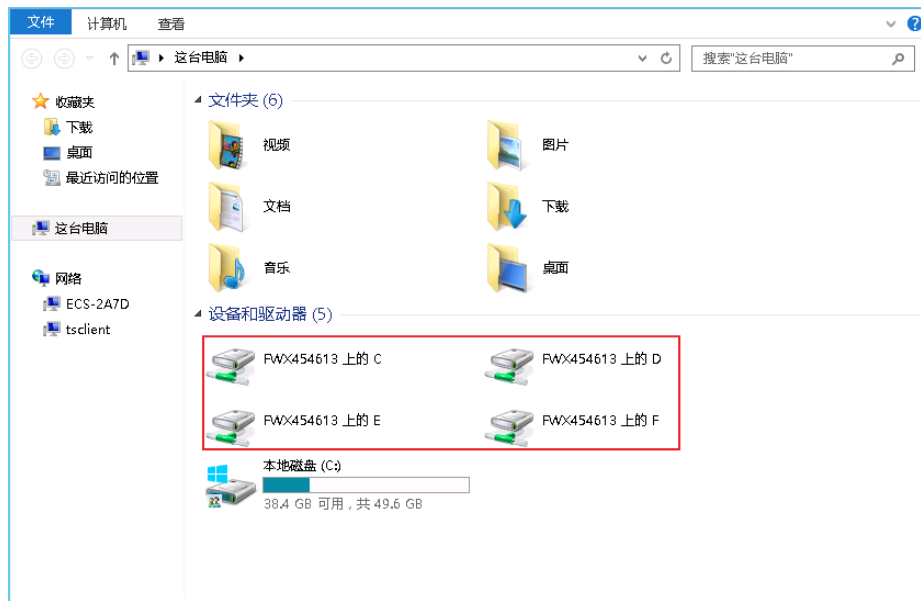 文件 计算机 查看
这台电脑 搜索"这台电脑"
收藏夹
下载
桌面
最近访问的位置
这台电脑
网络
ECS-2A7D
tsclient
文件夹 (6)
视频 图片
文档 下载
音乐 桌面
设备和驱动器 (5)
FWX454613 上的 C FWX454613 上的 D
FWX454613 上的 E FWX454613 上的 F
本地磁盘 (C:)
38.4 GB 可用，共 49.6 GB